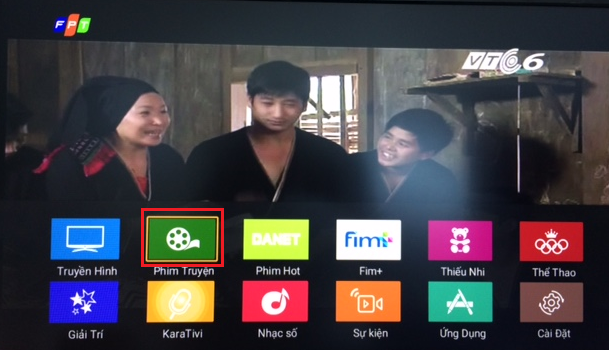 FPT
VTC6
DANET
fim+
Truyền Hình
Phim Truyện
Phim Hot
Fim+
Thiếu Nhi
Thể Thao
Giải Trí
KaraTivi
Nhạc số
Sự kiện
Ứng Dụng
Cài Đặt